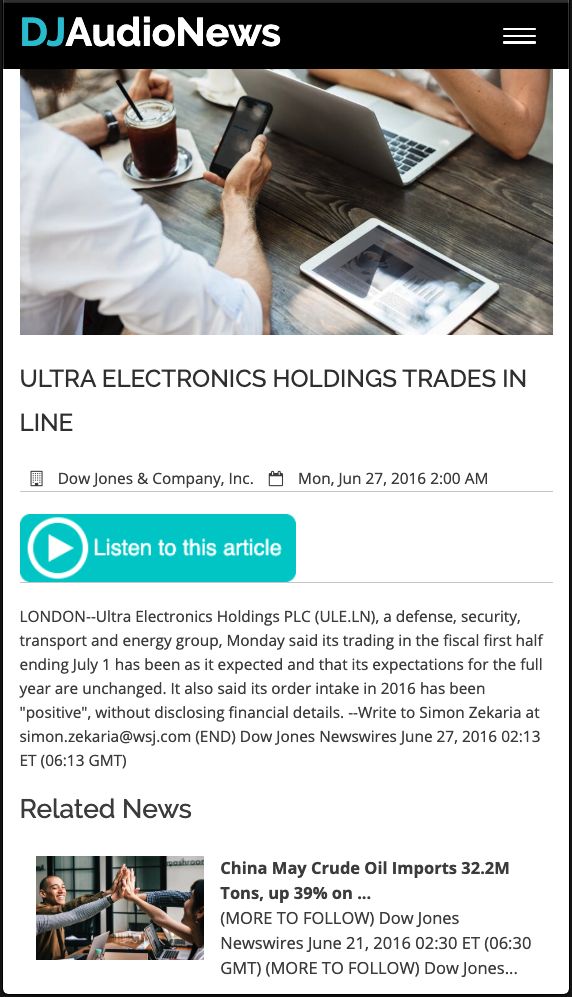 DJAudioNews
ULTRA ELECTRONICS HOLDINGS TRADES IN
LINE
Dow Jones & Company, Inc. Mon, Jun 27, 2016 2:00 AM
Listen to this article
LONDON--Ultra Electronics Holdings PLC (ULE.LN), a defense, security,
transport and energy group, Monday said its trading in the fiscal first half
ending July 1 has been as it expected and that its expectations for the full
year are unchanged. It also said its order intake in 2016 has been
"positive", without disclosing financial details. --Write to Simon Zekaria at
simon.zekaria@wsj.com (END) Dow Jones Newswires June 27, 2016 02:13
ET (06:13 GMT)
Related News
China May Crude Oil Imports 32.2M
Tons, up 39% on ...
(MORE TO FOLLOW) Dow Jones
Newswires June 21, 2016 02:30 ET (06:30
GMT) (MORE TO FOLLOW) Dow Jones...